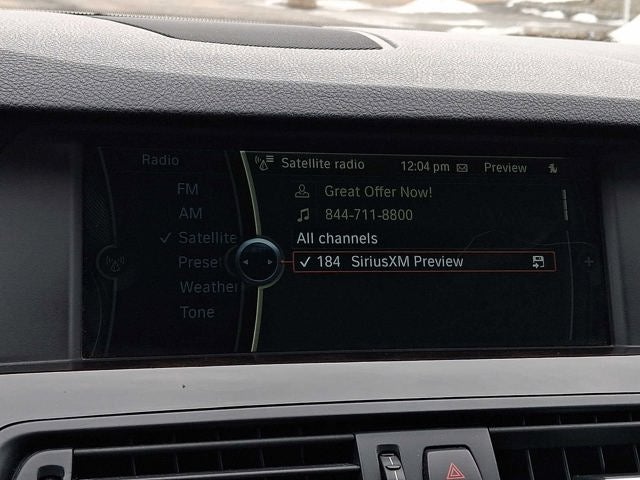 Radio
FM
AM
Satellite
Preset
Weather
Tone
Satellite radio 12:04 pm Preview
Great Offer Now!
844-711-8800
All channels
184 SiriusXM Preview